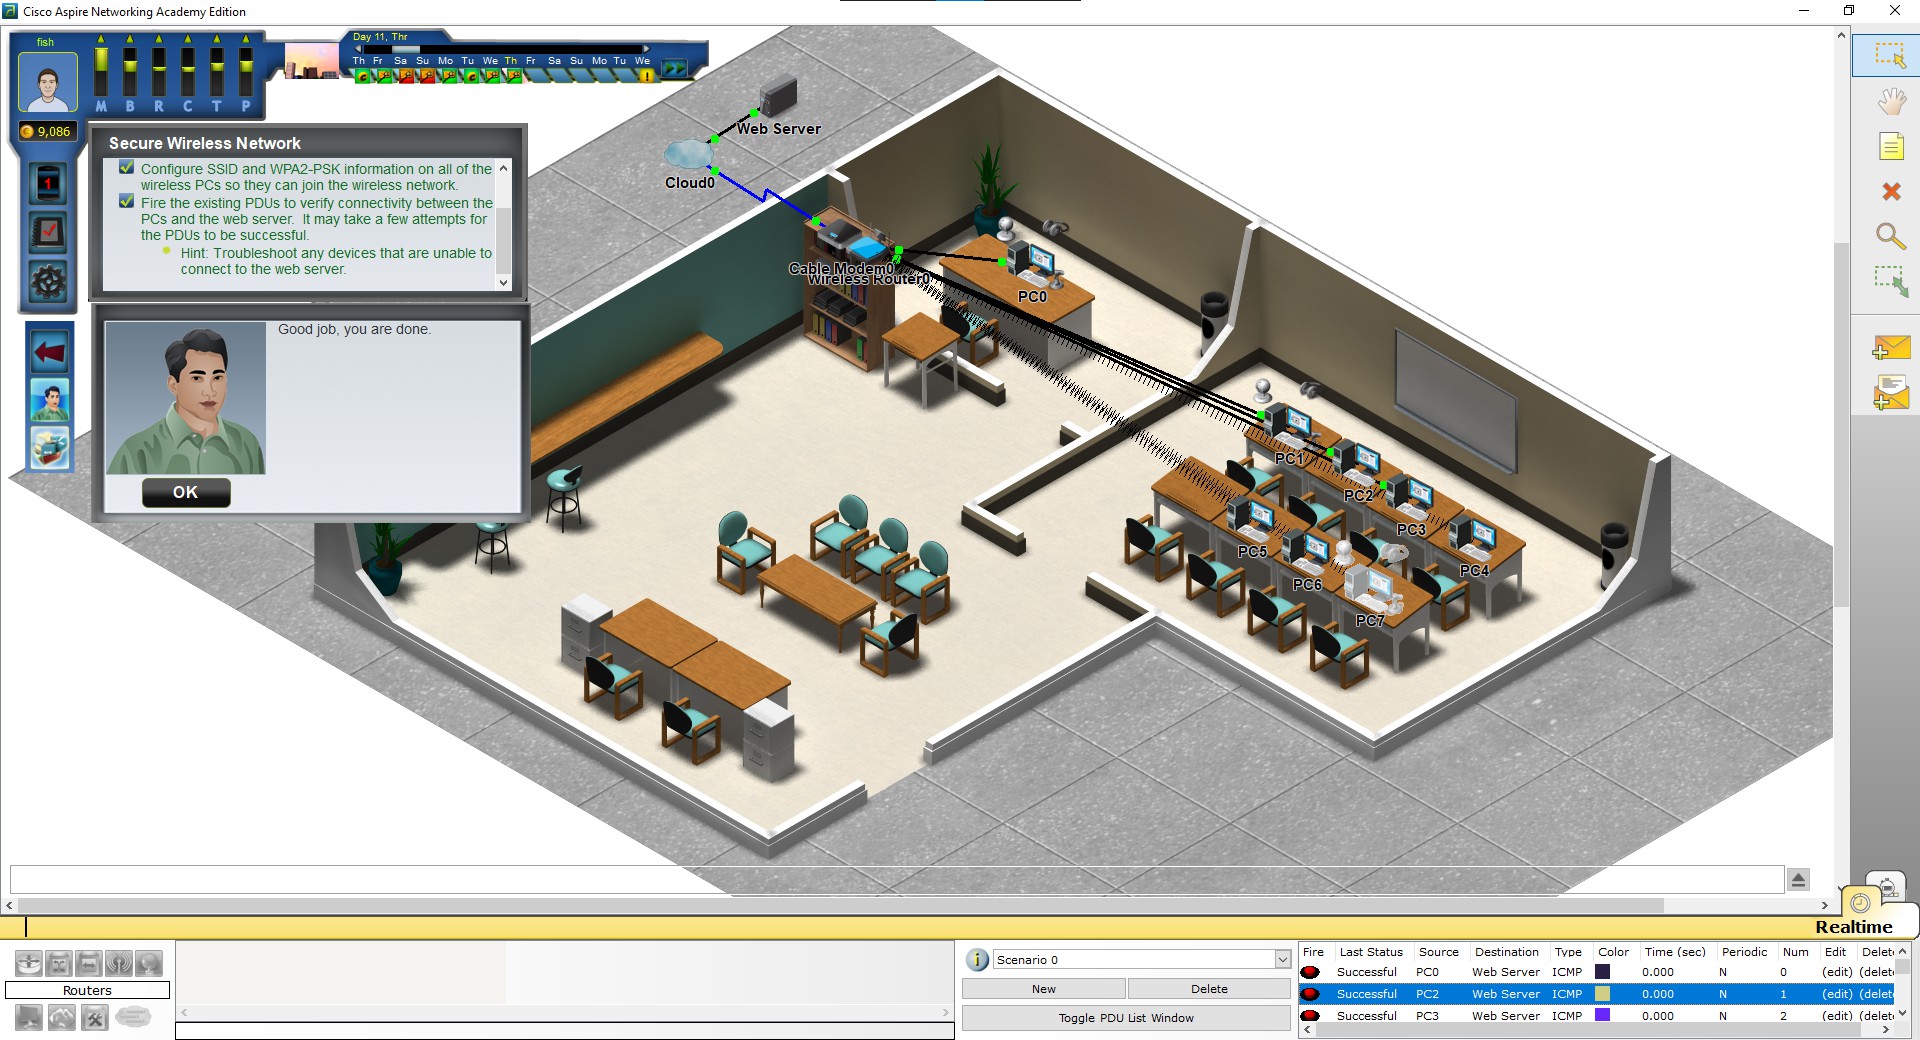 Cisco Aspire Networking Academy Edition
fish
M B R C T P
9,086
1
Day 11, Thr
Th Fr Sa Su Mo Tu We Th Fr Sa Su Mo Tu We
Secure Wireless Network
Configure SSID and WPA2-PSK information on all of the
wireless PCs so they can join the wireless network.
Fire the existing PDUs to verify connectivity between the
PCs and the web server. It may take a few attempts for
the PDUs to be successful.
Hint: Troubleshoot any devices that are unable to
connect to the web server.
Good job, you are done.
OK
Web Server
Cloud0
Cable Modem0
Wireless Router0
PC0
PC1
PC2
PC3
PC4
PC5
PC6
PC7
Realtime
Routers
Scenario 0
New
Delete
Toggle PDU List Window
Fire Last Status Source Destination Type Color Time (sec) Periodic Num Edit Delete
Successful PC0 Web Server ICMP 0.000 N 0 (edit) (delet
Successful PC2 Web Server ICMP 0.000 N 1 (edit) (delet
Successful PC3 Web Server ICMP 0.000 N 2 (edit) (delet